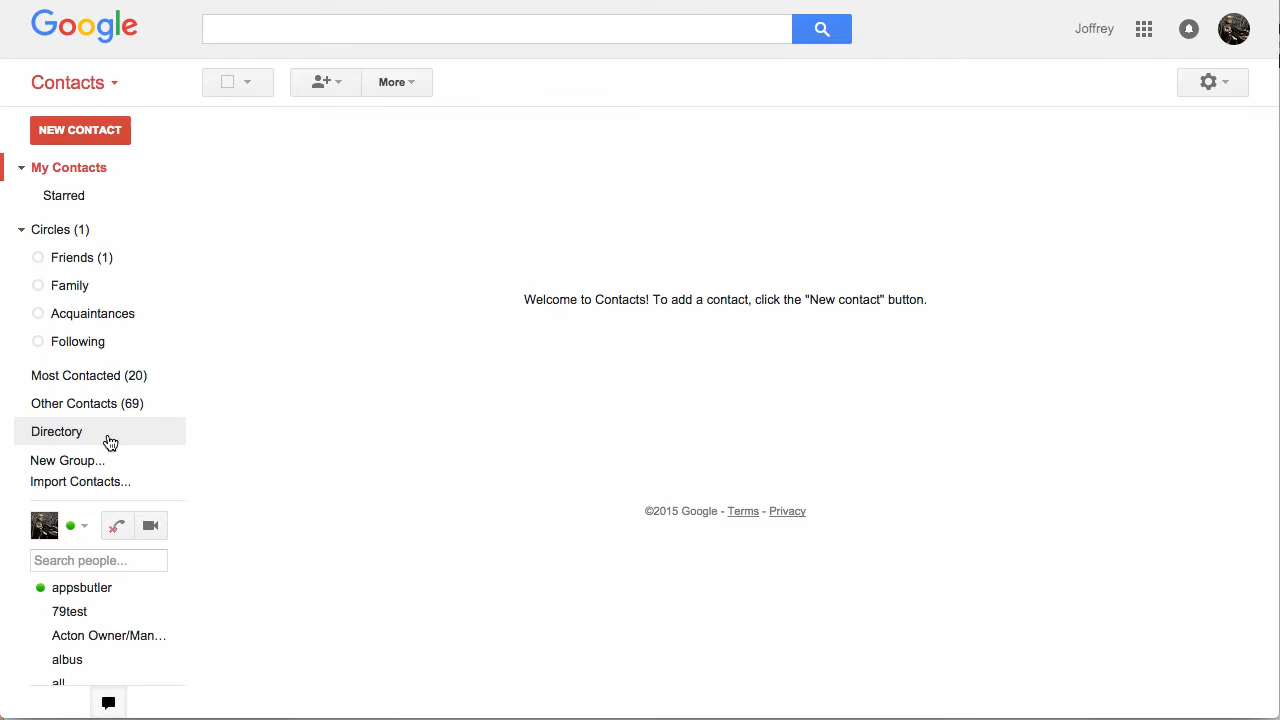 Google
Joffrey
Contacts
More
NEW CONTACT
My Contacts
Starred
Circles (1)
Friends (1)
Family
Acquaintances
Following
Most Contacted (20)
Other Contacts (69)
Directory
New Group...
Import Contacts...
Welcome to Contacts! To add a contact, click the "New contact" button.
©2015 Google - Terms - Privacy
Search people...
appsbutler
79test
Acton Owner/Man...
albus
all